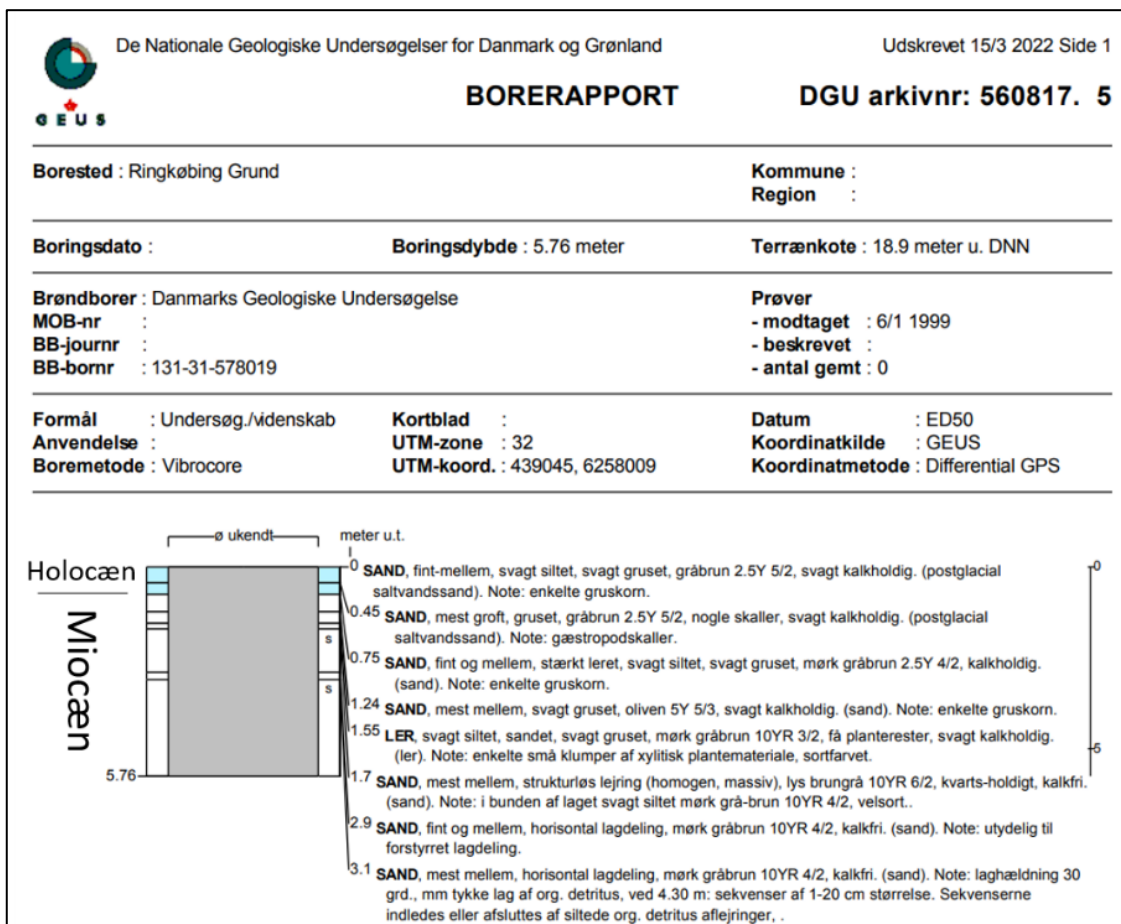 De Nationale Geologiske Undersøgelser for Danmark og Grønland
Udskrevet 15/3 2022 Side 1
GEUS
BORERAPPORT
DGU arkivnr: 560817. 5
Borested : Ringkøbing Grund
Kommune :
Region :
Boringsdato :
Boringsdybde : 5.76 meter
Terrænkote : 18.9 meter u. DNN
Brøndborer : Danmarks Geologiske Undersøgelse
MOB-nr :
BB-journr :
BB-bornr : 131-31-578019
Prøver
- modtaget : 6/1 1999
- beskrevet :
- antal gemt : 0
Formål : Undersøg./videnskab
Anvendelse :
Boremetode : Vibrocore
Kortblad :
UTM-zone : 32
UTM-koord. : 439045, 6258009
Datum : ED50
Koordinatkilde : GEUS
Koordinatmetode : Differential GPS
ø ukendt
meter u.t.
Holocæn
Miocæn
5.76
s
s
0 SAND, fint-mellem, svagt siltet, svagt gruset, gråbrun 2.5Y 5/2, svagt kalkholdig. (postglacial
saltvandssand). Note: enkelte gruskorn.
0.45 SAND, mest groft, gruset, gråbrun 2.5Y 5/2, nogle skaller, svagt kalkholdig. (postglacial
saltvandssand). Note: gæstropodskaller.
0.75 SAND, fint og mellem, stærkt leret, svagt siltet, svagt gruset, mørk gråbrun 2.5Y 4/2, kalkholdig.
(sand). Note: enkelte gruskorn.
1.24 SAND, mest mellem, svagt gruset, oliven 5Y 5/3, svagt kalkholdig. (sand). Note: enkelte gruskorn.
1.55 LER, svagt siltet, sandet, svagt gruset, mørk gråbrun 10YR 3/2, få planterester, svagt kalkholdig.
(ler). Note: enkelte små klumper af xylitisk plantemateriale, sortfarvet.
1.7 SAND, mest mellem, strukturløs lejring (homogen, massiv), lys brungrå 10YR 6/2, kvarts-holdigt, kalkfri.
(sand). Note: i bunden af laget svagt siltet mørk grå-brun 10YR 4/2, velsort..
2.9 SAND, fint og mellem, horisontal lagdeling, mørk gråbrun 10YR 4/2, kalkfri. (sand). Note: utydelig til
forstyrret lagdeling.
3.1 SAND, mest mellem, horisontal lagdeling, mørk gråbrun 10YR 4/2, kalkfri. (sand). Note: laghældning 30
grd., mm tykke lag af org. detritus, ved 4.30 m: sekvenser af 1-20 cm størrelse. Sekvenserne
indledes eller afsluttes af siltede org. detritus aflejringer, .
0
5